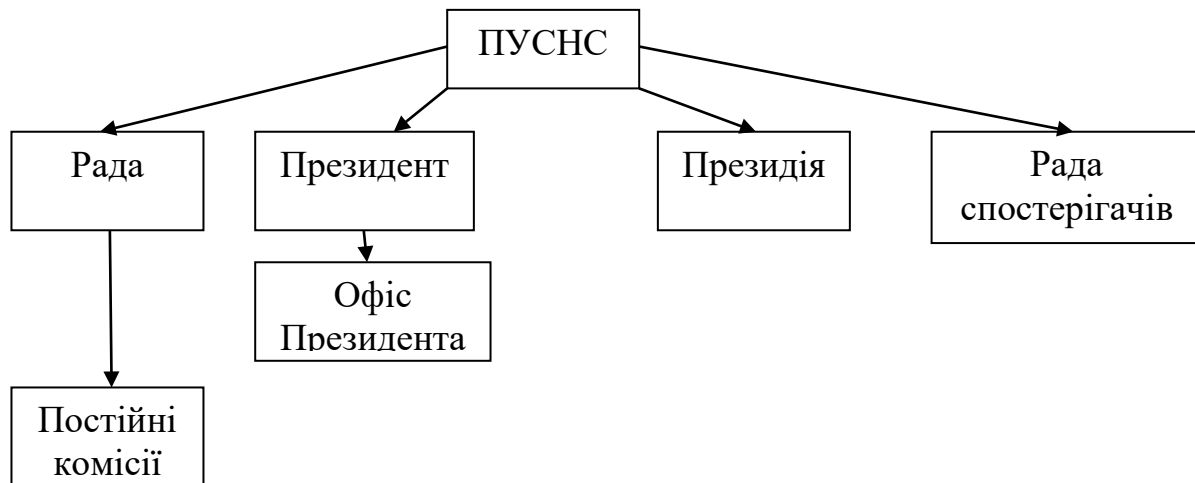 ПУСНС
Рада
Президент
Президія
Рада
спостерігачів
Офіс
Президента
Постійні
комісії